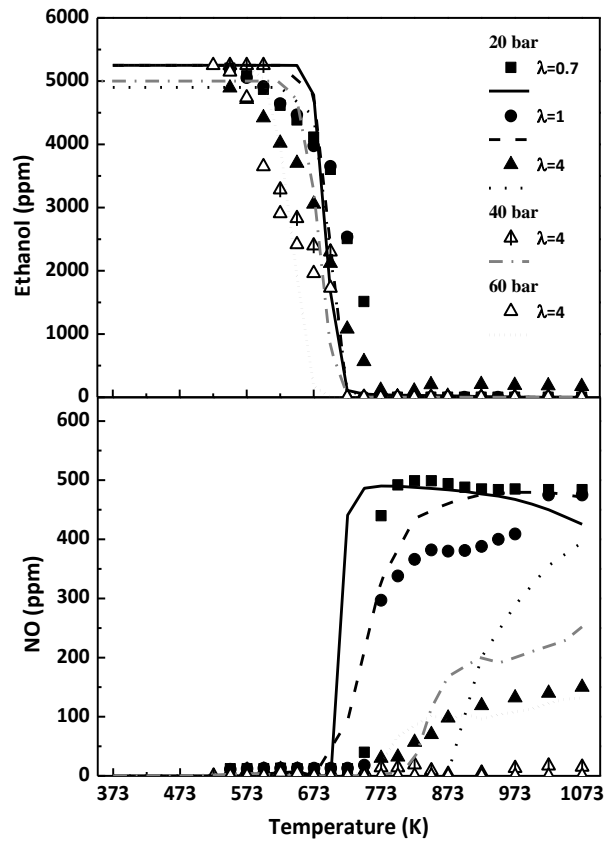 6000
5000
4000
3000
2000
1000
0
Ethanol (ppm)
20 bar
λ=0.7
λ=1
λ=4
40 bar
λ=4
60 bar
λ=4
600
500
400
300
200
100
0
NO (ppm)
373 473 573 673 773 873 973 1073
Temperature (K)